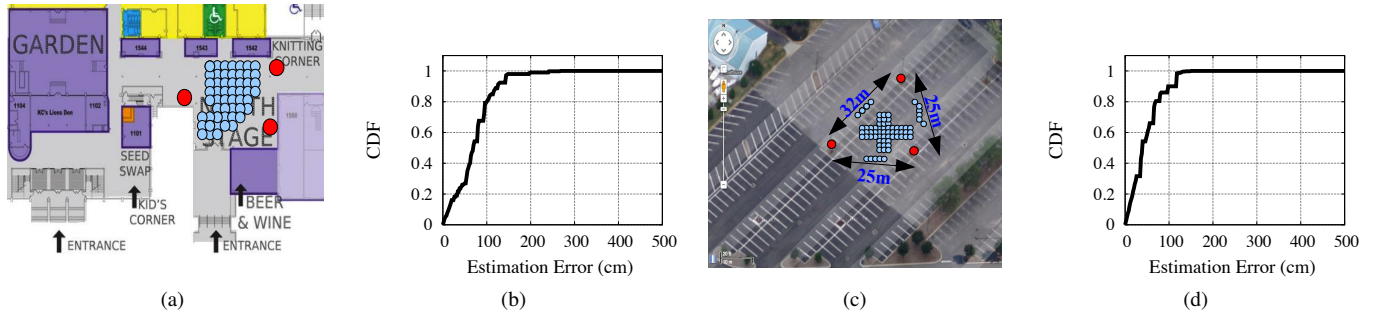 GARDEN
1544
1543
1542
KNITTING
CORNER
1104
KC's Lions Den
1102
1101
STAGE
SEED
SWAP
KID'S
CORNER
BEER
& WINE
ENTRANCE
ENTRANCE
(a)
CDF
1
0.8
0.6
0.4
0.2
0
0 100 200 300 400 500
Estimation Error (cm)
(b)
32m
25m
25m
(c)
CDF
1
0.8
0.6
0.4
0.2
0
0 100 200 300 400 500
Estimation Error (cm)
(d)